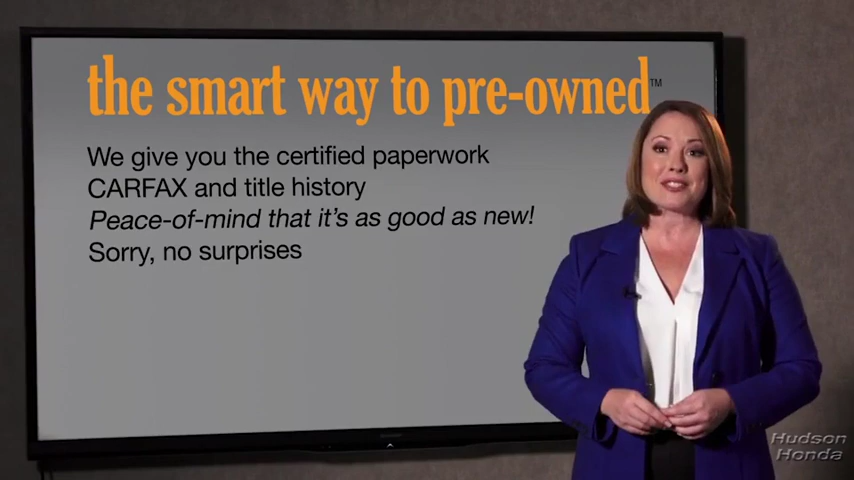 the smart way to pre-owned™
We give you the certified paperwork
CARFAX and title history
Peace-of-mind that it's as good as new!
Sorry, no surprises
Hudson
Honda